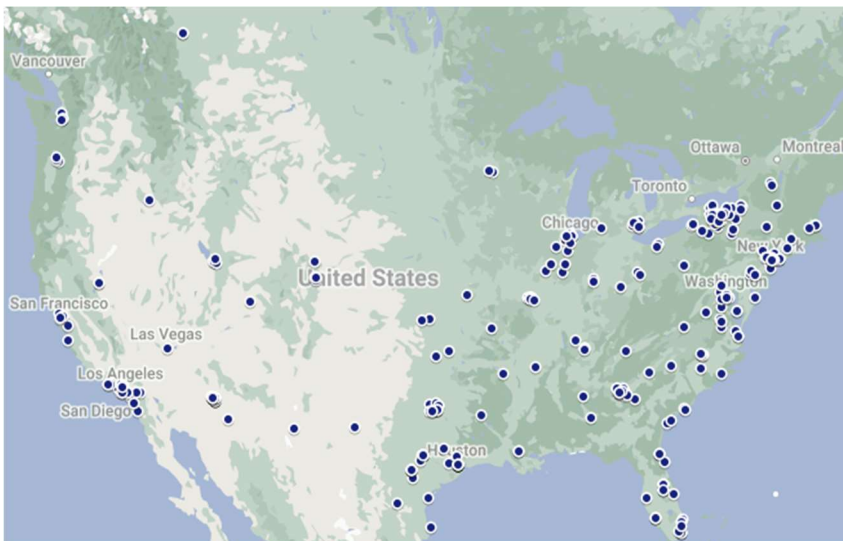 Vancouver
Ottawa
Montreal
Toronto
Chicago
New York
United States
Washington
San Francisco
Las Vegas
Los Angeles
San Diego
Houston